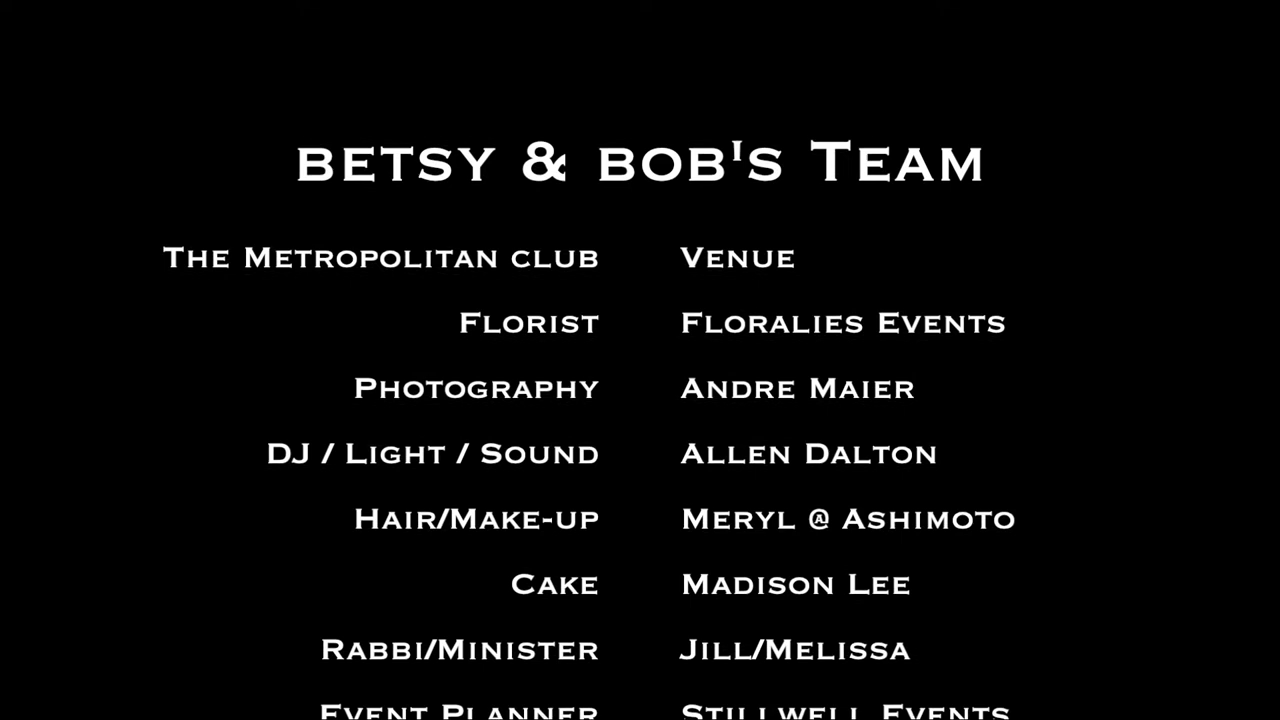 BETSY & BOB'S TEAM
THE METROPOLITAN CLUB VENUE
FLORIST FLORALIES EVENTS
PHOTOGRAPHY ANDRE MAIER
DJ / LIGHT / SOUND ALLEN DALTON
HAIR/MAKE-UP MERYL @ ASHIMOTO
CAKE MADISON LEE
RABBI/MINISTER JILL/MELISSA
EVENT PLANNER STILLWELL EVENTS